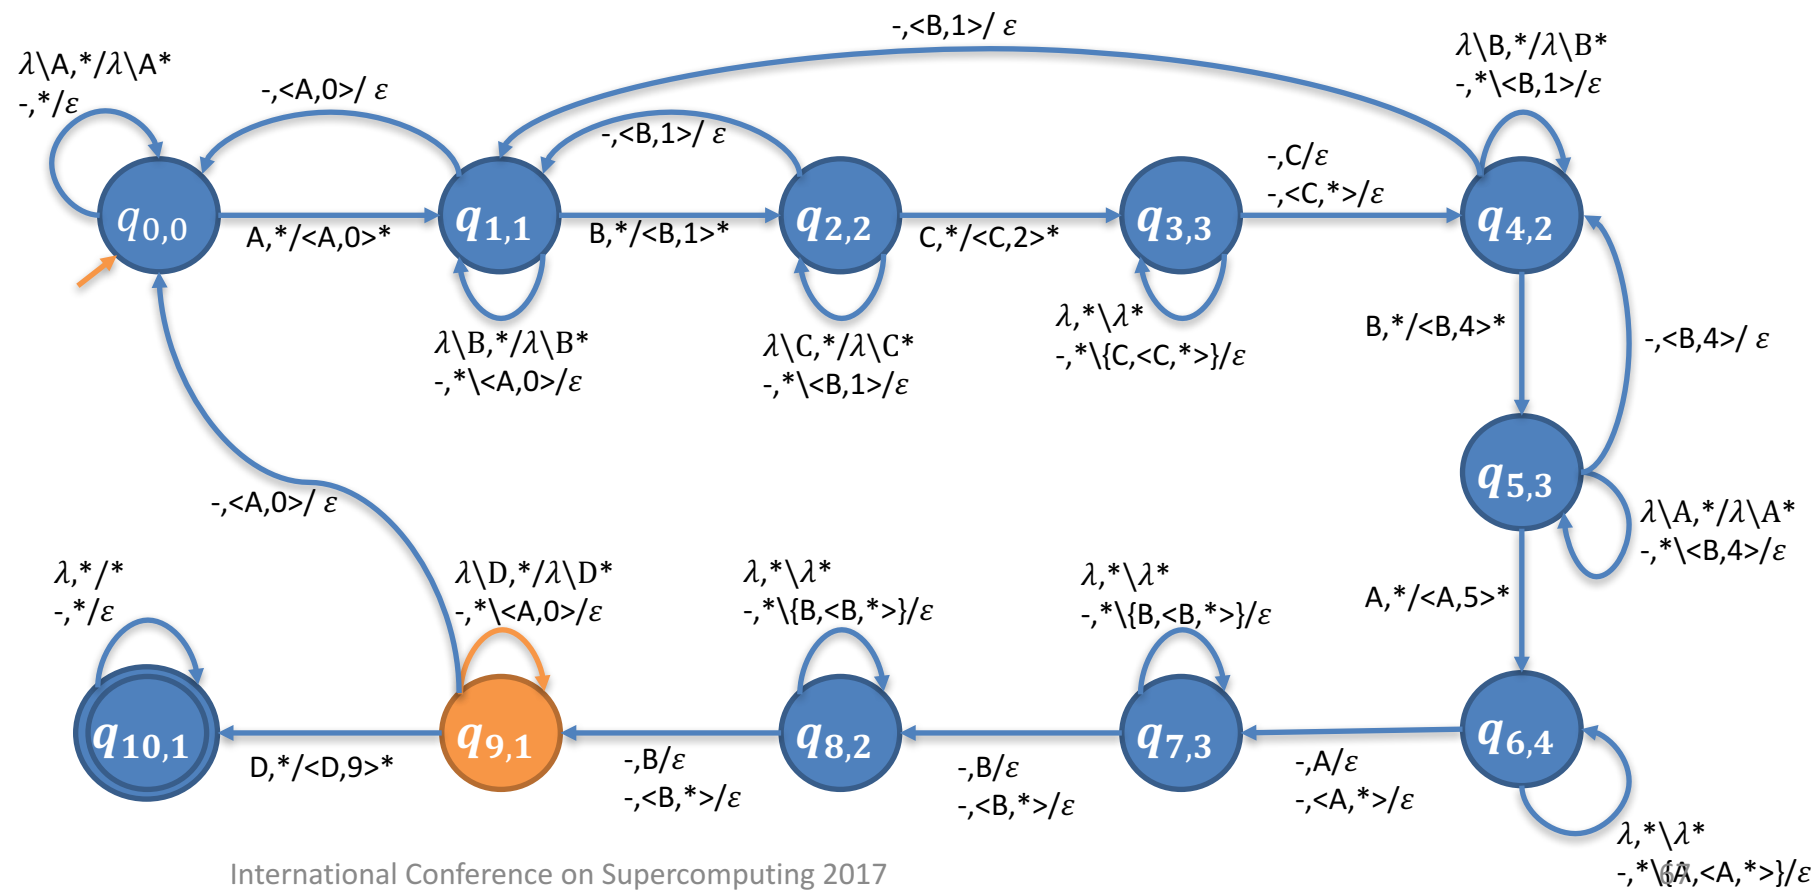 -,<B,1>/ ε
λ\A,*/λ\A*
-,*/ε
-,<A,0>/ ε
-,<B,1>/ ε
λ\B,*/λ\B*
-,*\<B,1>/ε
-,C/ε
-,<C,*>/ε
q0,0
A,*/<A,0>*
q1,1
B,*/<B,1>*
q2,2
C,*/<C,2>*
q3,3
q4,2
λ\B,*/λ\B*
-,*\<A,0>/ε
λ\C,*/λ\C*
-,*\<B,1>/ε
λ,*\λ*
-,*\{C,<C,*>}/ε
B,*/<B,4>*
-,<B,4>/ ε
q5,3
λ\A,*/λ\A*
-,*\<B,4>/ε
-,<A,0>/ ε
A,*/<A,5>*
λ,*/*
-,*/ε
λ\D,*/λ\D*
-,*\<A,0>/ε
λ,*\λ*
-,*\{B,<B,*>}/ε
λ,*\λ*
-,*\{B,<B,*>}/ε
q10,1
D,*/<D,9>*
q9,1
-,B/ε
-,<B,*>/ε
q8,2
-,B/ε
-,<B,*>/ε
q7,3
-,A/ε
-,<A,*>/ε
q6,4
λ,*\λ*
-,*\{A,<A,*>}/ε
International Conference on Supercomputing 2017
67